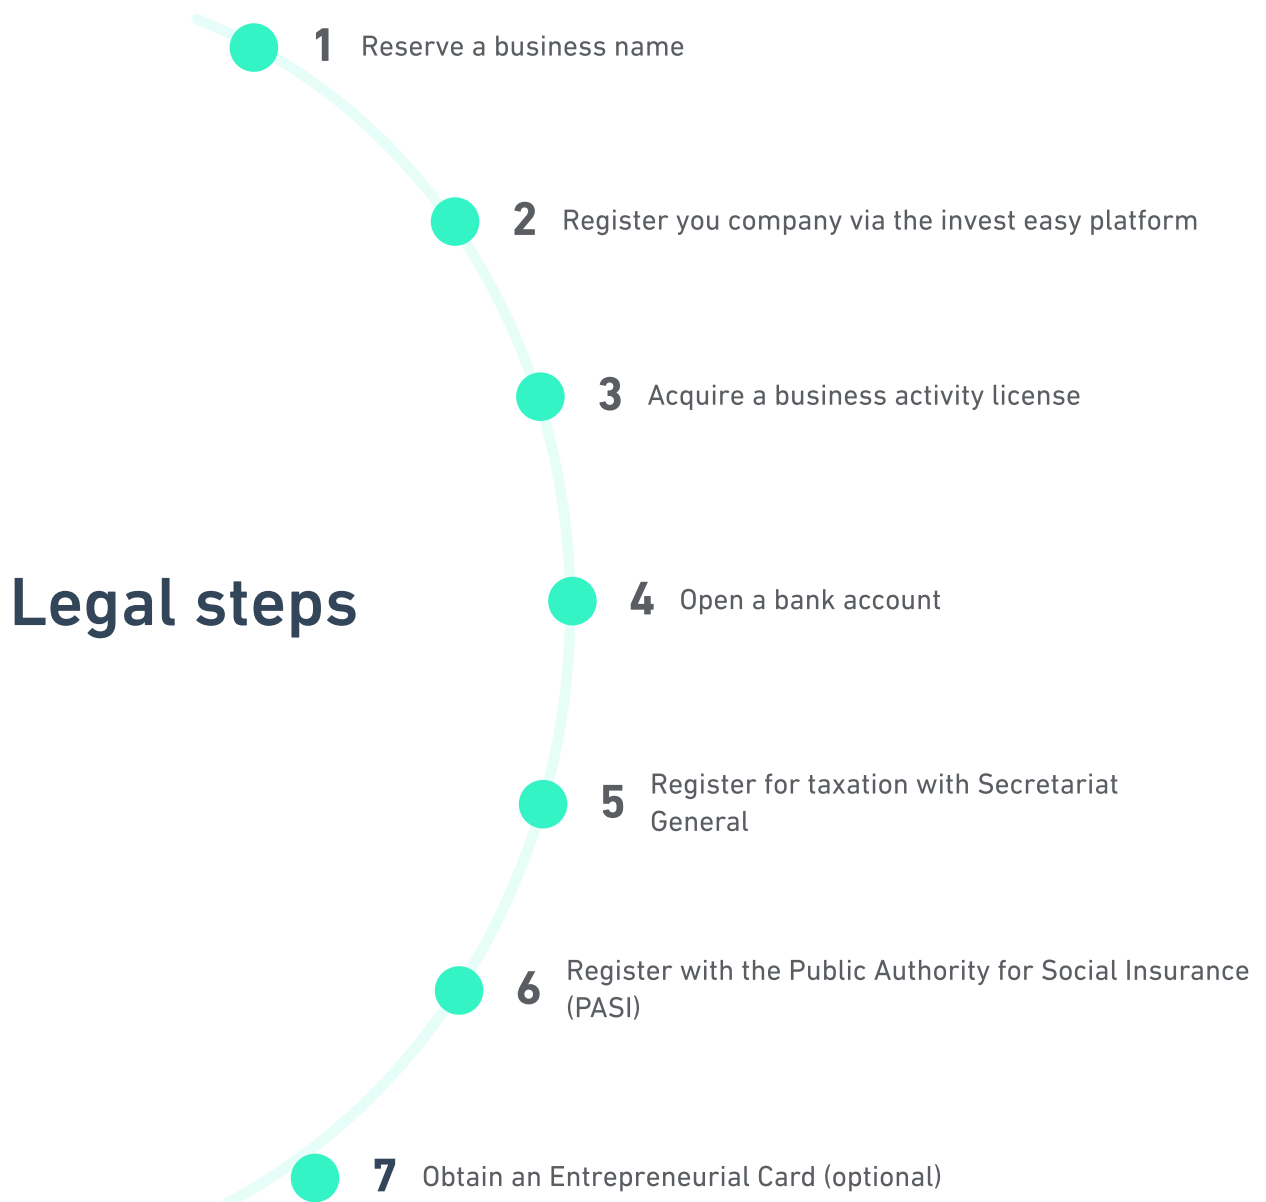 1 Reserve a business name
2 Register you company via the invest easy platform
3 Acquire a business activity license
Legal steps
4 Open a bank account
5 Register for taxation with Secretariat
General
6 Register with the Public Authority for Social Insurance
(PASI)
7 Obtain an Entrepreneurial Card (optional)